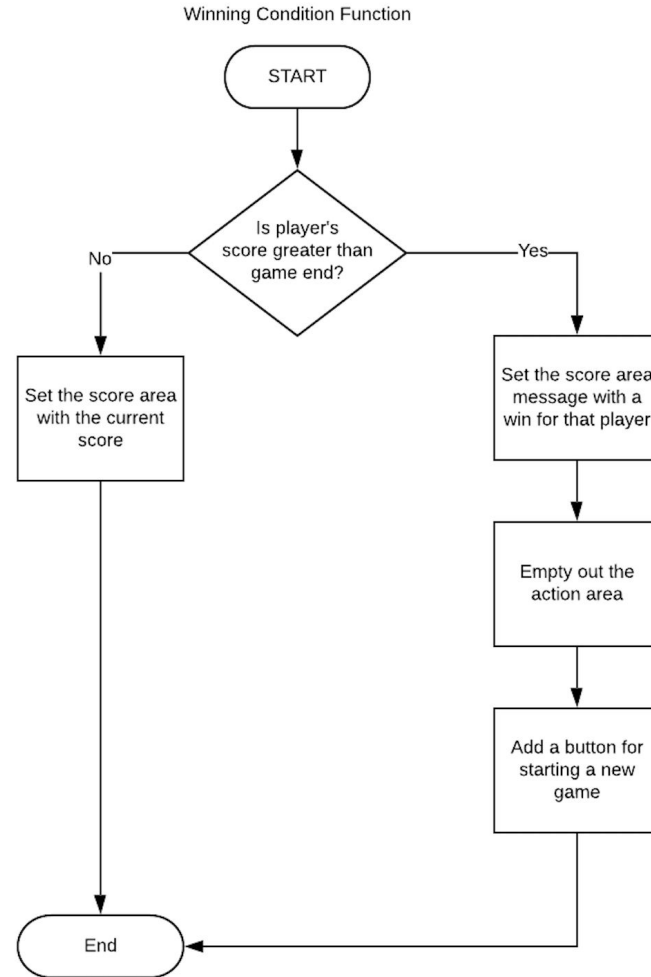 Winning Condition Function
START
Is player's
score greater than
game end?
No
Yes
Set the score area
with the current
score
Set the score area
message with a
win for that player
Empty out the
action area
Add a button for
starting a new
game
End